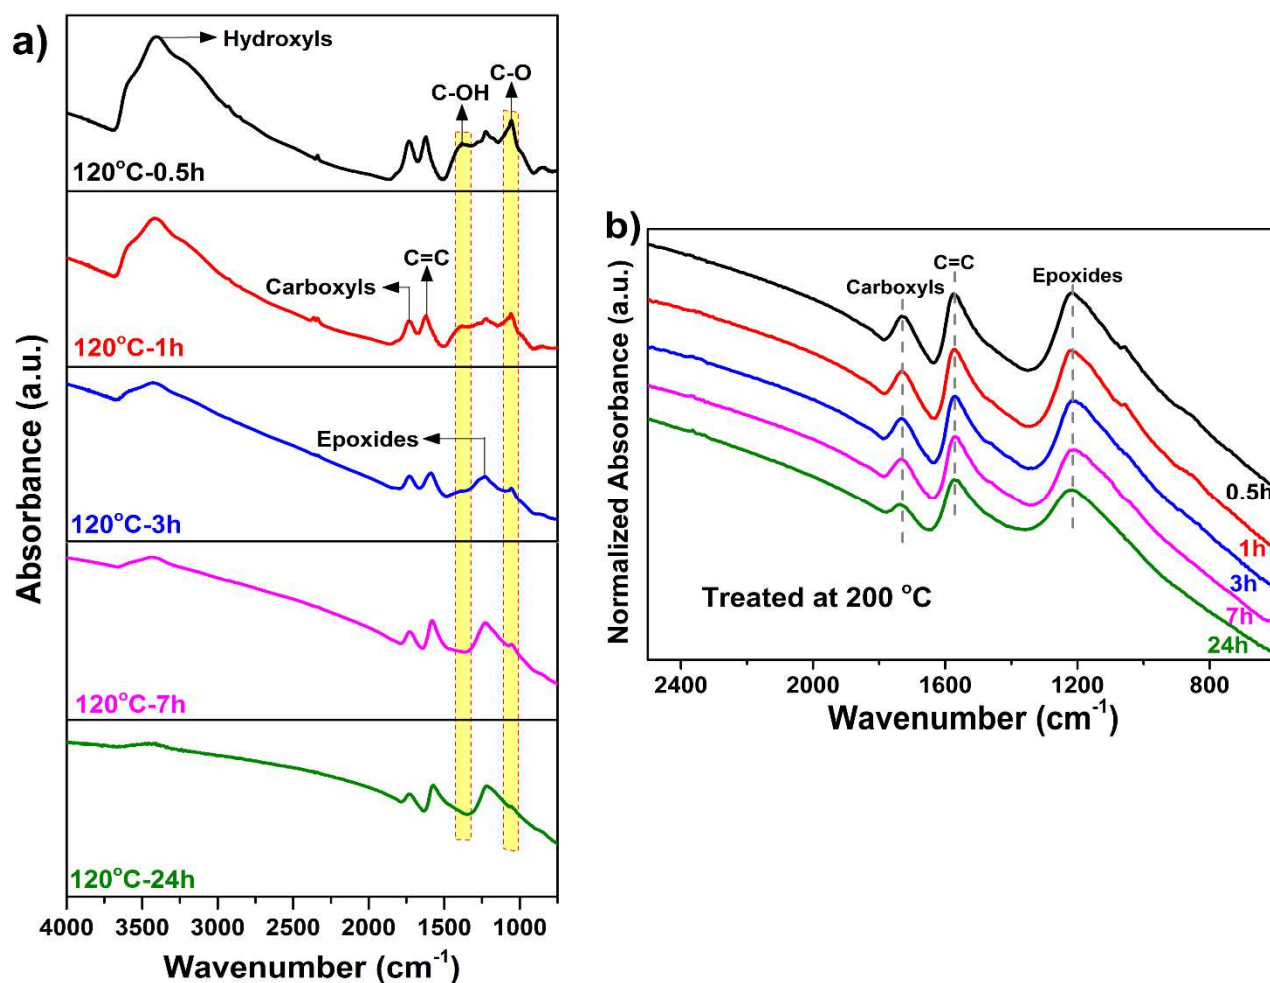 a)
Hydroxyls
C-O
C-OH
120°C-0.5h
C=C
Carboxyls
120°C-1h
Epoxides
120°C-3h
120°C-7h
120°C-24h
4000 3500 3000 2500 2000 1500 1000
Wavenumber (cm⁻¹)
Absorbance (a.u.)
b)
C=C
Carboxyls
Epoxides
0.5h
1h
3h
7h
24h
Treated at 200 °C
2400 2000 1600 1200 800
Wavenumber (cm⁻¹)
Normalized Absorbance (a.u.)